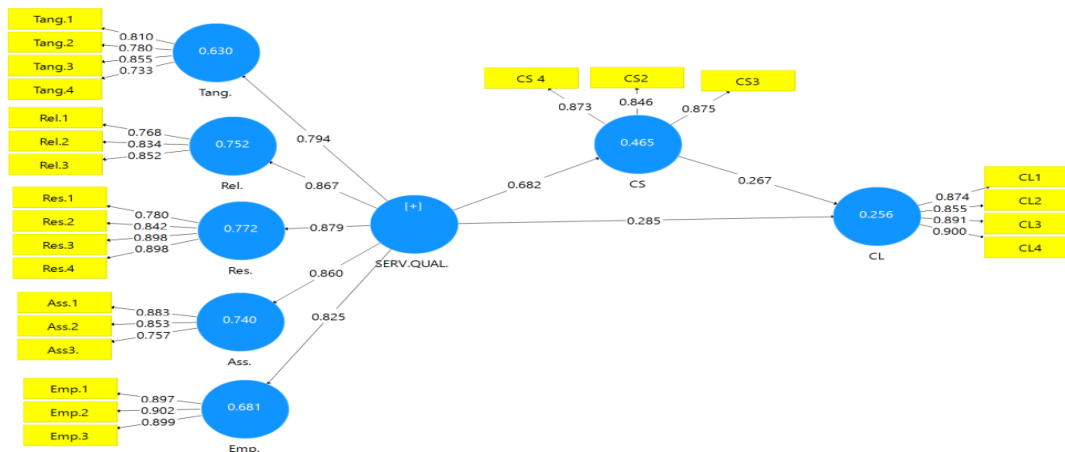 Tang.1
Tang.2
Tang.3
Tang.4
0.810
0.780
0.855
0.733
0.630
Tang.
Rel.1
Rel.2
Rel.3
0.768
0.834
0.852
0.752
Rel.
Res.1
Res.2
Res.3
Res.4
0.780
0.842
0.898
0.898
0.772
Res.
Ass.1
Ass.2
Ass3.
0.883
0.853
0.757
0.740
Ass.
Emp.1
Emp.2
Emp.3
0.897
0.902
0.899
0.681
Emp.
0.794
0.867
0.879
0.860
0.825
[+]
SERV.QUAL.
0.682
0.285
CS 4
CS2
CS3
0.873
0.846
0.875
0.465
CS
0.267
0.256
CL
0.874
0.855
0.891
0.900
CL1
CL2
CL3
CL4